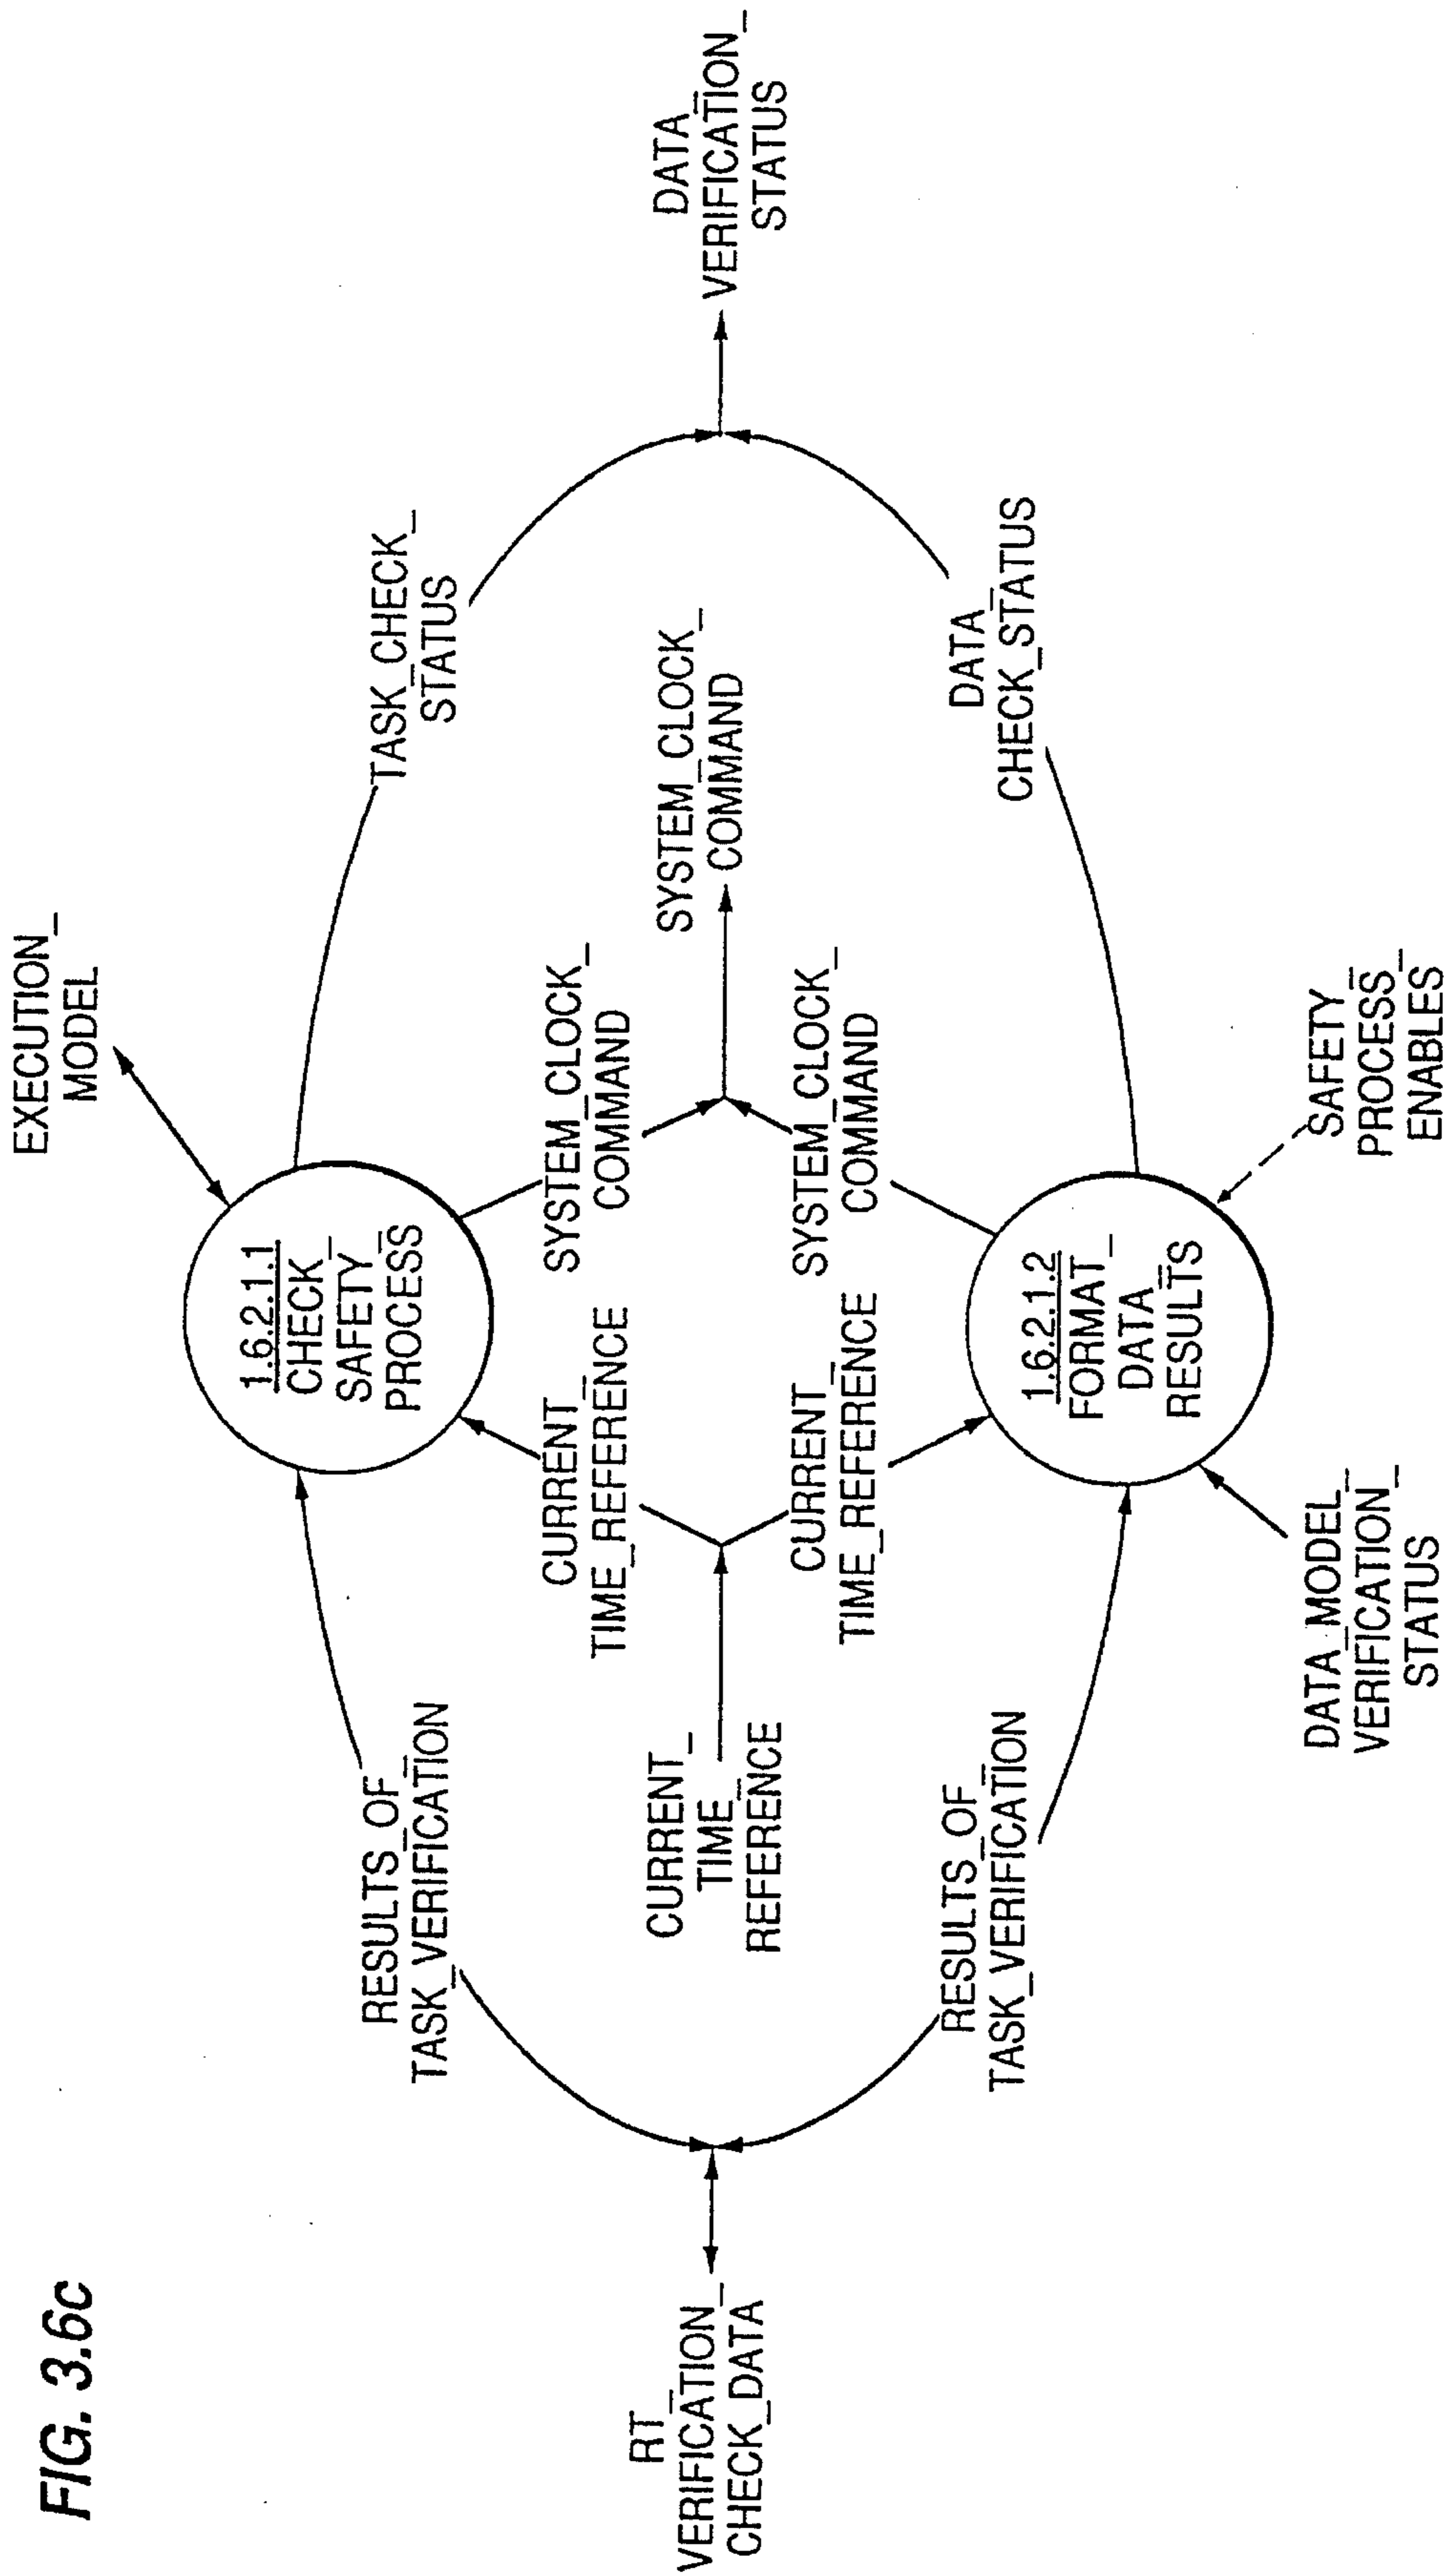 FIG. 3.6c
EXECUTION_
MODEL
1.6.2.1.1
CHECK_
SAFETY_
PROCESS
TASK_CHECK_
STATUS
RESULTS_OF_
TASK_VERIFICATION
CURRENT_
TIME_REFERENCE
SYSTEM_CLOCK_
COMMAND
RT_
VERIFICATION_
CHECK_DATA
CURRENT_
TIME_
REFERENCE
SYSTEM_CLOCK_
COMMAND
DATA_
VERIFICATION_
STATUS
CURRENT_
TIME_REFERENCE
SYSTEM_CLOCK_
COMMAND
RESULTS_OF_
TASK_VERIFICATION
DATA_
CHECK_STATUS
1.6.2.1.2
FORMAT_
DATA_
RESULTS
DATA_MODEL_
VERIFICATION_
STATUS
SAFETY_
PROCESS_
ENABLES